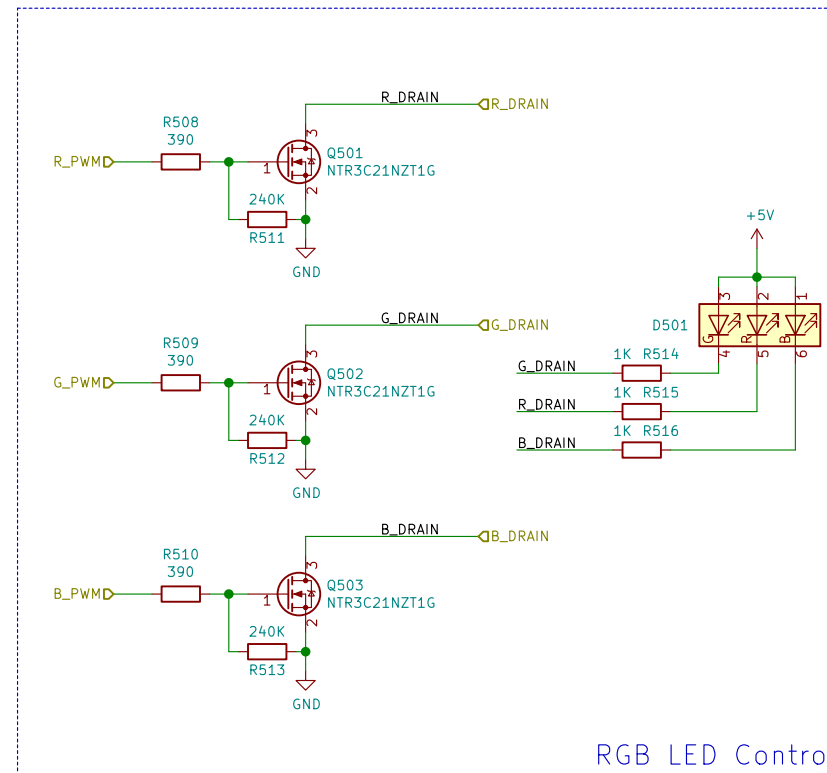 R_DRAIN
R_DRAIN
R508
390
R_PWM
1
3
2
Q501
NTR3C21NZT1G
240K
R511
GND
G_DRAIN
G_DRAIN
R509
390
G_PWM
1
3
2
Q502
NTR3C21NZT1G
240K
R512
GND
B_DRAIN
B_DRAIN
R510
390
B_PWM
1
3
2
Q503
NTR3C21NZT1G
240K
R513
GND
+5V
D501
3
2
1
G
R
B
4
5
6
G_DRAIN
1K R514
R_DRAIN
1K R515
B_DRAIN
1K R516
RGB LED Contro